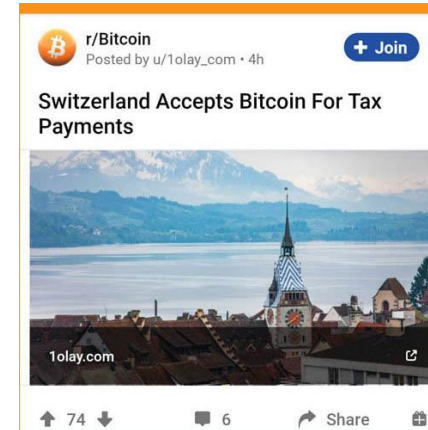 r/Bitcoin
Posted by u/1olay_com • 4h
+ Join
Switzerland Accepts Bitcoin For Tax
Payments
1olay.com
74
6
Share